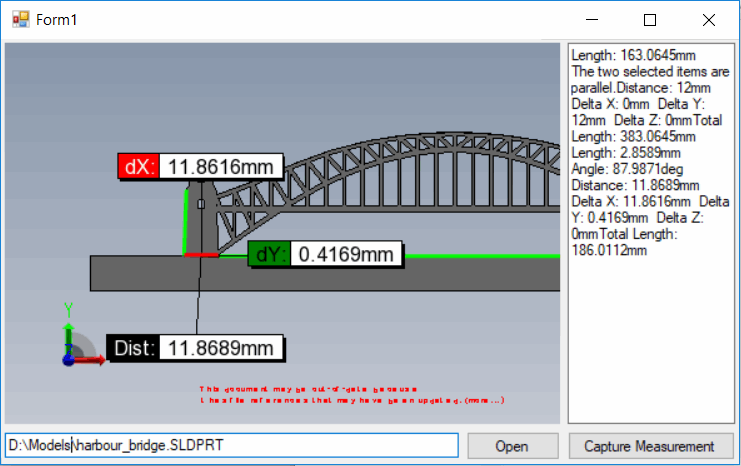 Form1
Length: 163.0645mm
The two selected items are
parallel.Distance: 12mm
Delta X: 0mm Delta Y:
12mm Delta Z: 0mmTotal
Length: 383.0645mm
Length: 2.8589mm
Angle: 87.9871deg
Distance: 11.8689mm
Delta X: 11.8616mm Delta
Y: 0.4169mm Delta Z:
0mmTotal Length:
186.0112mm
dX: 11.8616mm
dY: 0.4169mm
Y
Dist: 11.8689mm
This document may be out-of-date because
the file references that may have been updated. (more...)
D:\Models\harbour_bridge.SLDPRT
Open
Capture Measurement